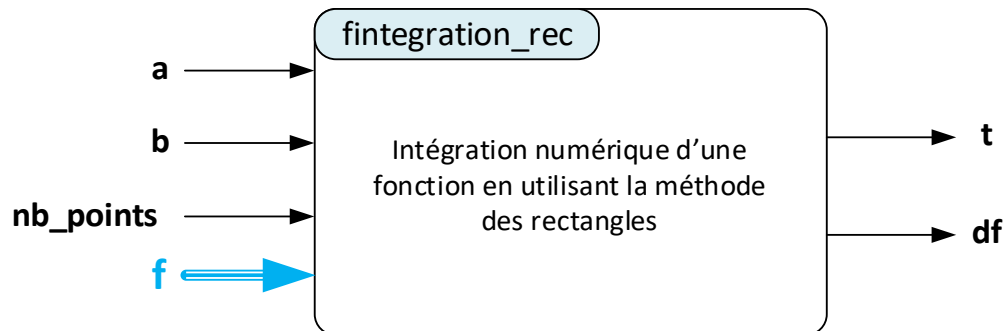 fintegration_rec
a
b
nb_points
f
Intégration numérique d’une
fonction en utilisant la méthode
des rectangles
t
df